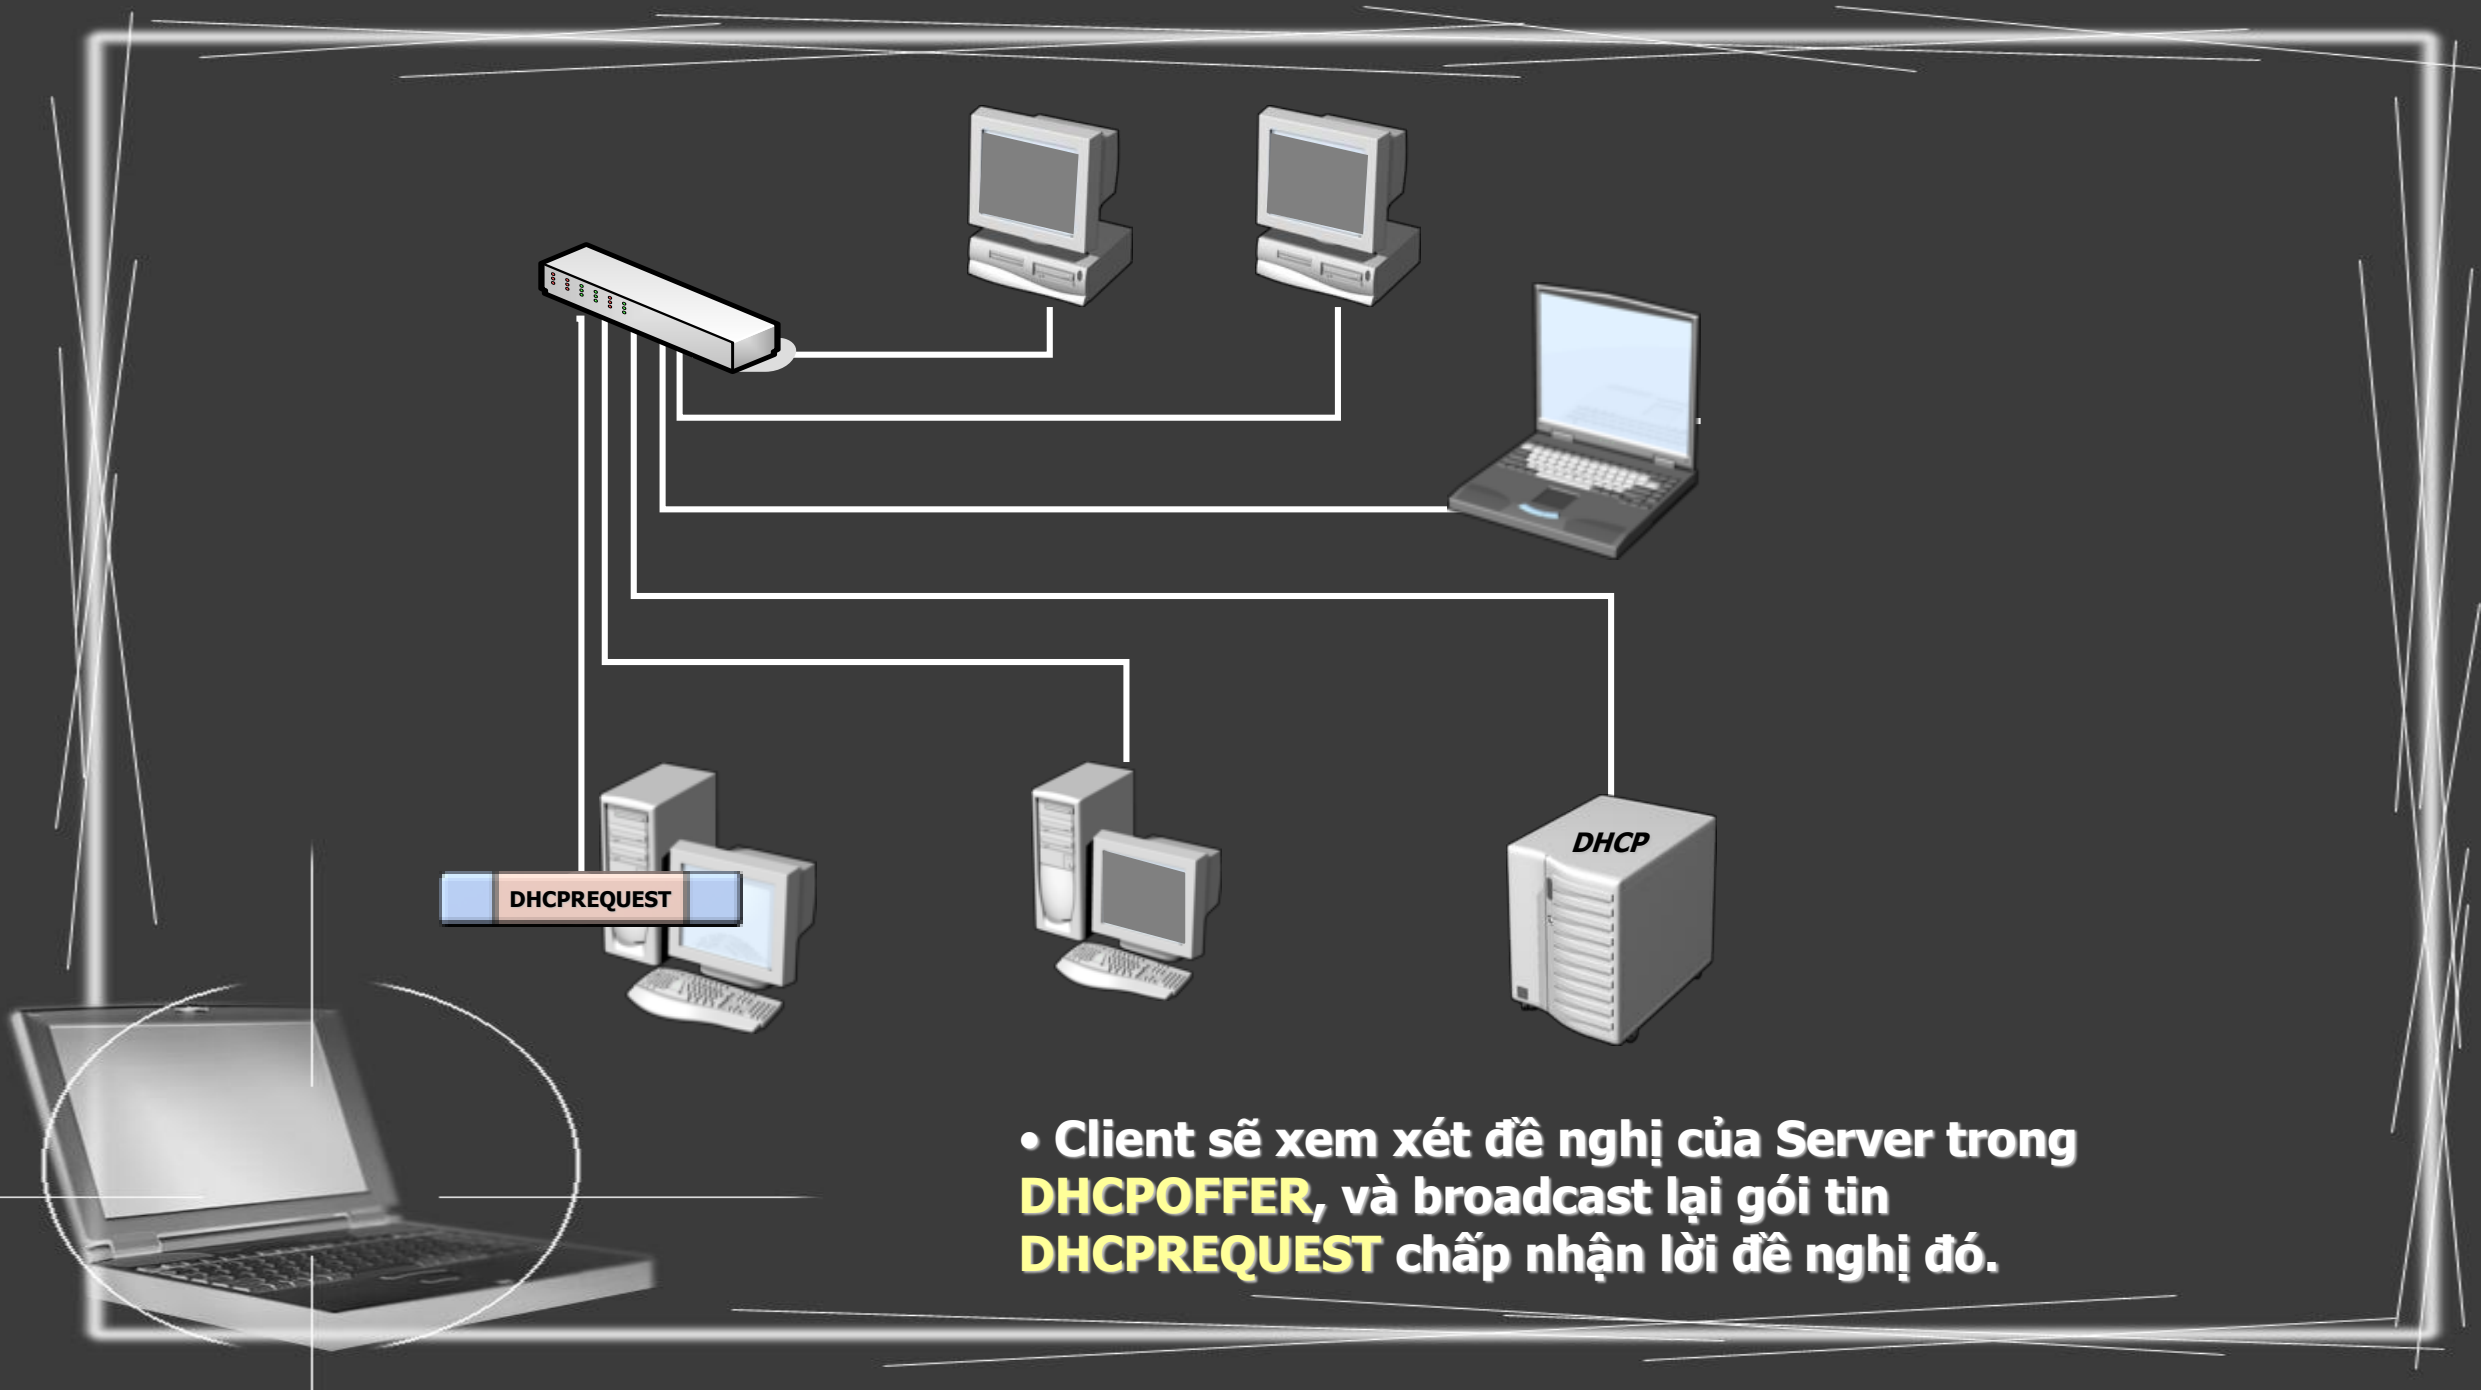 DHCP
DHCPREQUEST
• Client sẽ xem xét đề nghị của Server trong
DHCPOFFER, và broadcast lại gói tin
DHCPREQUEST chấp nhận lời đề nghị đó.